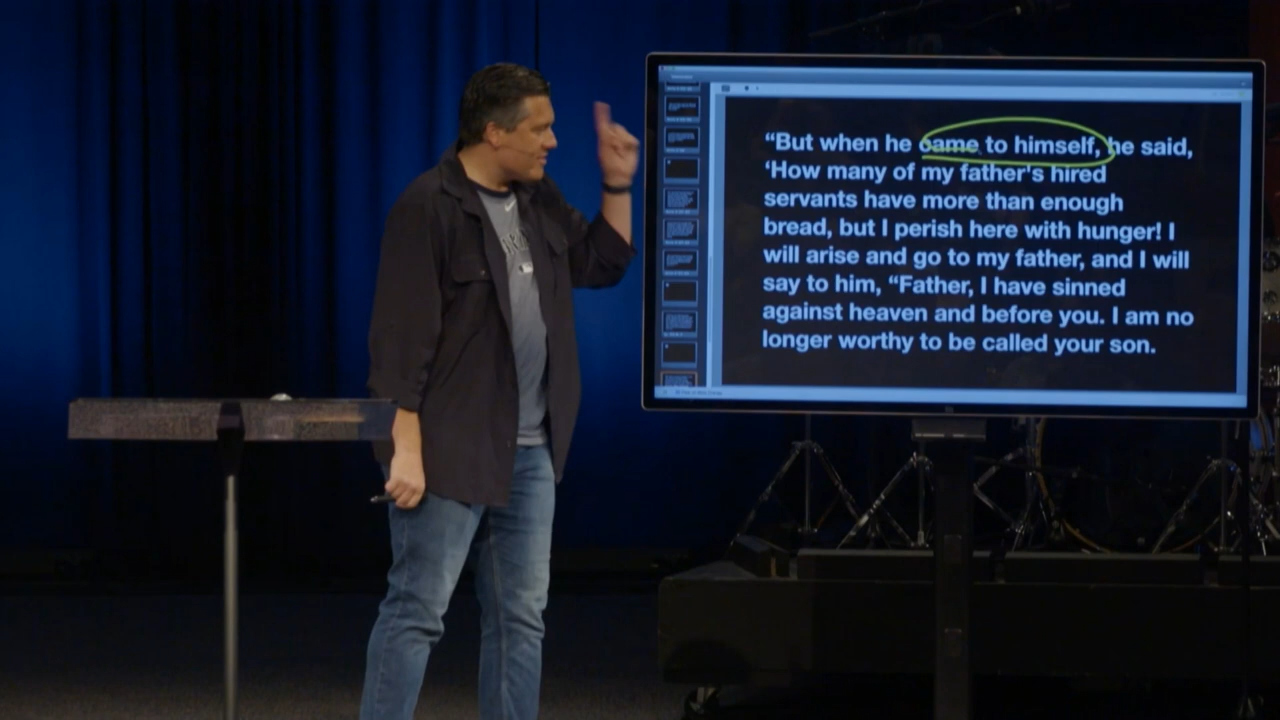 “But when he came to himself, he said,
‘How many of my father's hired
servants have more than enough
bread, but I perish here with hunger! I
will arise and go to my father, and I will
say to him, “Father, I have sinned
against heaven and before you. I am no
longer worthy to be called your son.